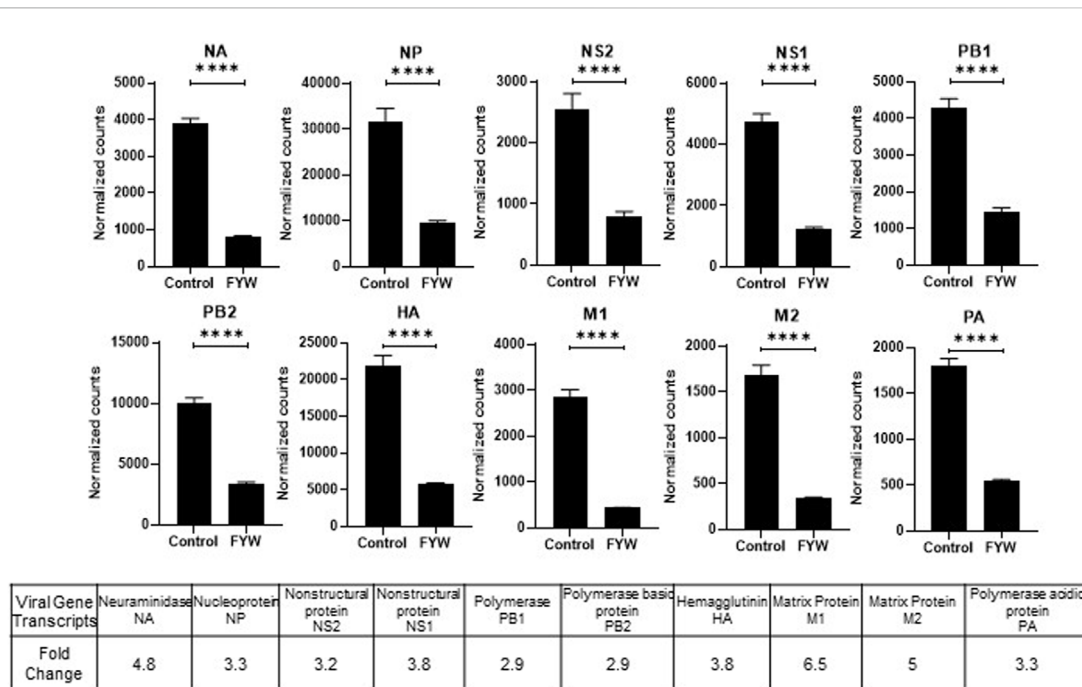 NA
****
5000
4000
3000
2000
1000
0
Normalized counts
Control FYW
NP
****
40000
30000
20000
10000
0
Normalized counts
Control FYW
NS2
****
3000
2000
1000
0
Normalized counts
Control FYW
NS1
****
6000
4000
2000
0
Normalized counts
Control FYW
PB1
****
5000
4000
3000
2000
1000
0
Normalized counts
Control FYW
PB2
****
15000
10000
5000
0
Normalized counts
Control FYW
HA
****
25000
20000
15000
10000
5000
0
Normalized counts
Control FYW
M1
****
4000
3000
2000
1000
0
Normalized counts
Control FYW
M2
****
2000
1500
1000
500
0
Normalized counts
Control FYW
PA
****
2000
1500
1000
500
0
Normalized counts
Control FYW
Viral Gene
Transcripts
Neuraminidase
NA
Nucleoprotein
NP
Nonstructural
protein
NS2
Nonstructural
protein
NS1
Polymerase
PB1
Polymerase basic
protein
PB2
Hemagglutinin
HA
Matrix Protein
M1
Matrix Protein
M2
Polymerase acidic
protein
PA
Fold
Change
4.8
3.3
3.2
3.8
2.9
2.9
3.8
6.5
5
3.3